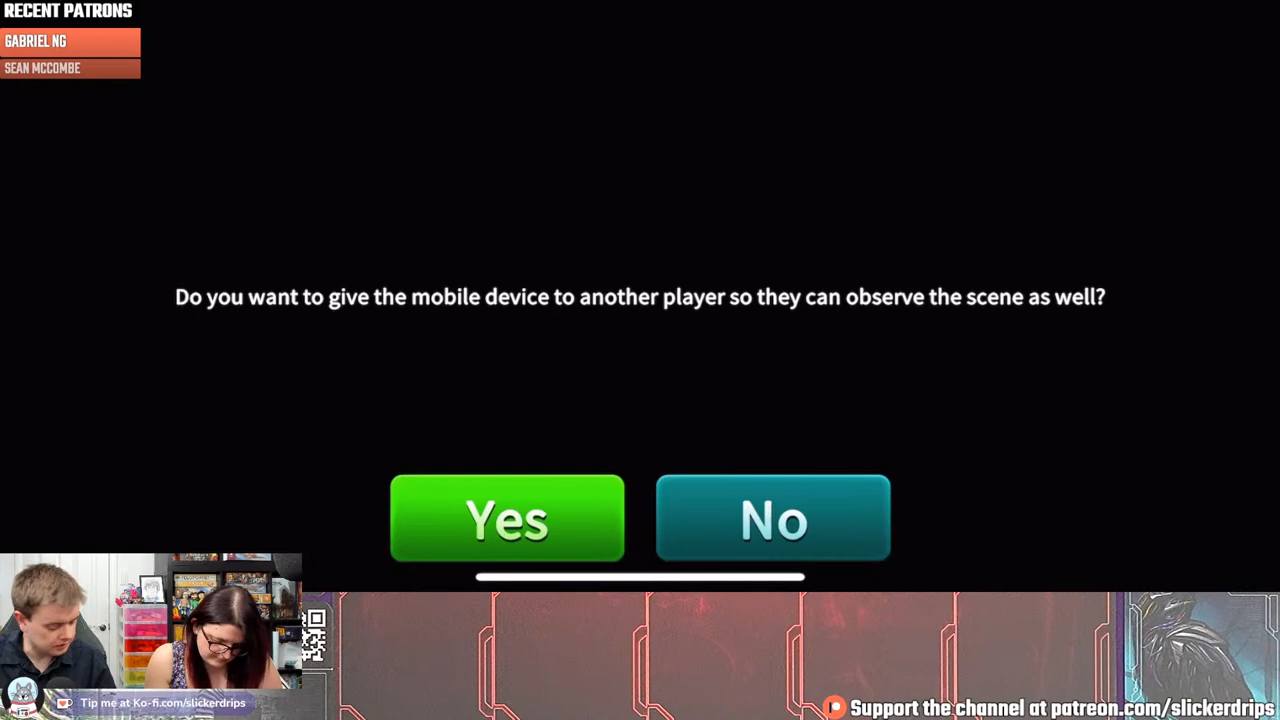 RECENT PATRONS
GABRIEL NG
SEAN MCCOMBE
Do you want to give the mobile device to another player so they can observe the scene as well?
Yes
No
Tip me at Ko-fi.com/slickerdrips
Support the channel at patreon.com/slickerdrips